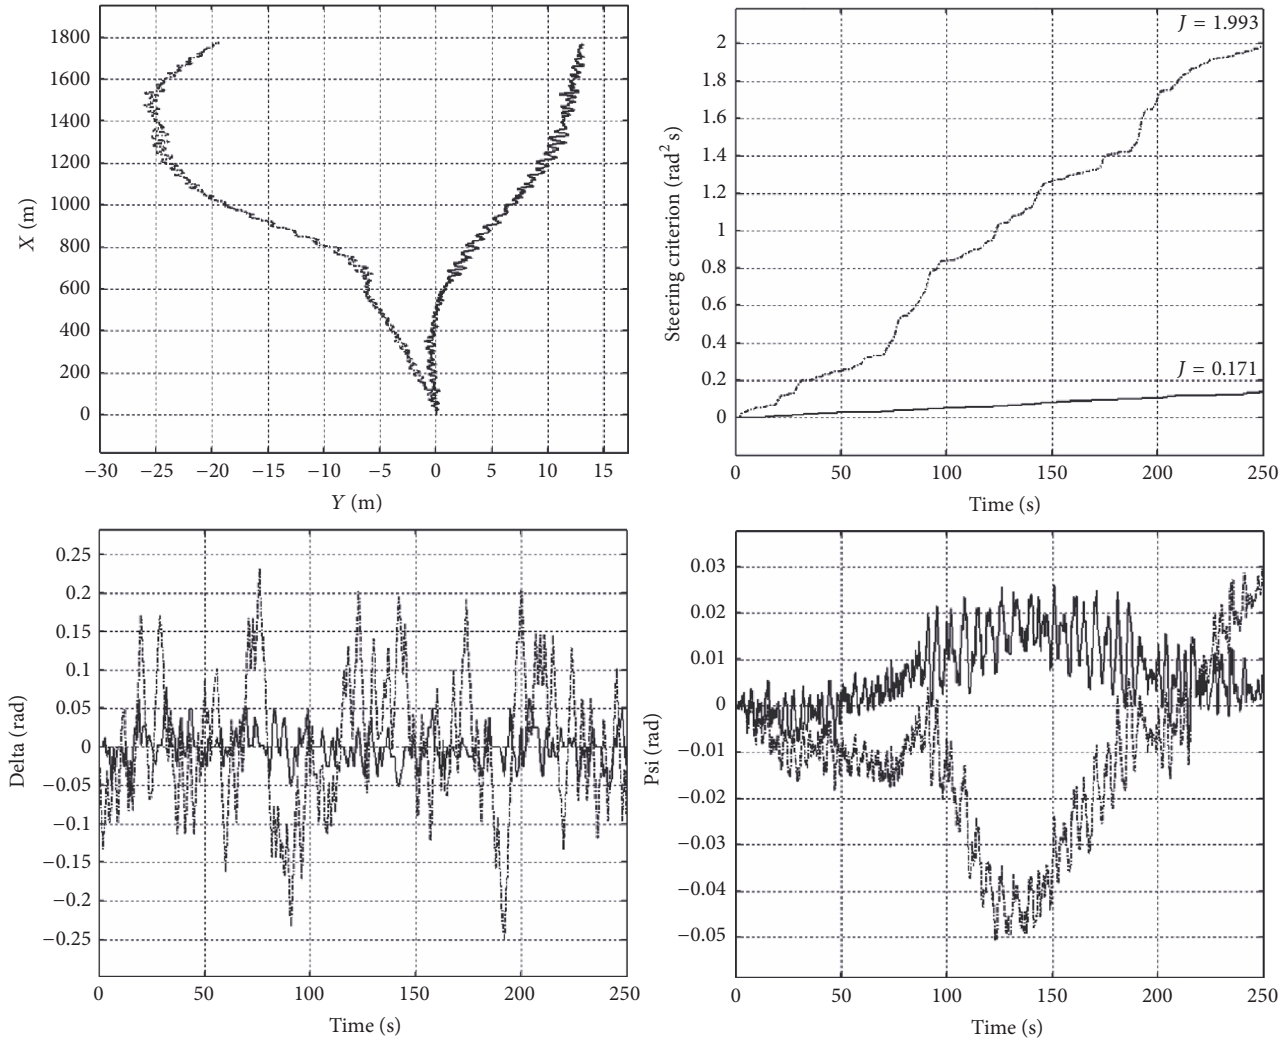 1800
1600
1400
1200
1000
800
600
400
200
0
X (m)
−30 −25 −20 −15 −10 −5 0 5 10 15
Y (m)
J = 1.993
2
1.8
1.6
1.4
1.2
1
0.8
0.6
0.4
0.2
0
J = 0.171
Steering criterion (rad² s)
0 50 100 150 200 250
Time (s)
0.25
0.2
0.15
0.1
0.05
0
−0.05
−0.1
−0.15
−0.2
−0.25
Delta (rad)
0 50 100 150 200 250
Time (s)
0.03
0.02
0.01
0
−0.01
−0.02
−0.03
−0.04
−0.05
Psi (rad)
0 50 100 150 200 250
Time (s)